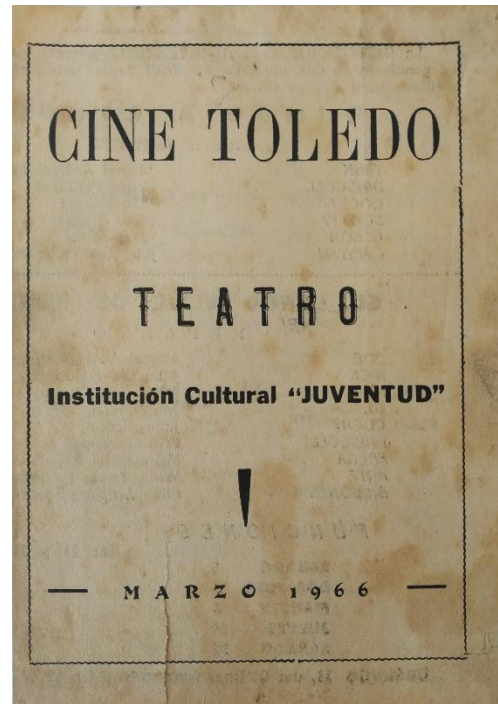 CINE TOLEDO
TEATRO
Institución Cultural “JUVENTUD”
— MARZO 1966 —